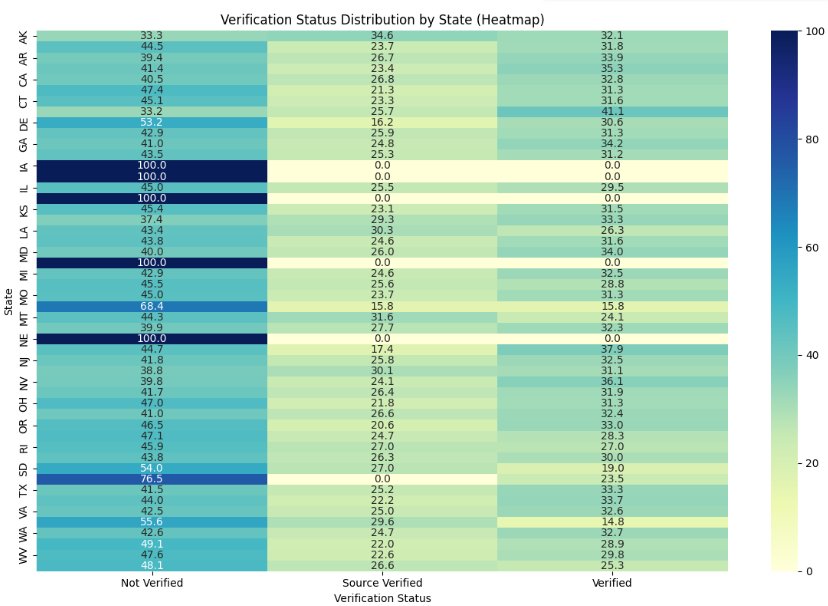 Verification Status Distribution by State (Heatmap)
AK 33.3 34.6 32.1
44.5 23.7 31.8
AR 39.4 26.7 33.9
41.4 23.4 35.3
CA 40.5 26.8 32.8
47.4 21.3 31.3
CT 45.1 23.3 31.6
33.2 25.7 41.1
DE 53.2 16.2 30.6
42.9 25.9 31.3
GA 41.0 24.8 34.2
43.5 25.3 31.2
IA 100.0 0.0 0.0
100.0 0.0 0.0
IL 45.0 25.5 29.5
100.0 0.0 0.0
KS 45.4 23.1 31.5
37.4 29.3 33.3
LA 43.4 30.3 26.3
43.8 24.6 31.6
MD 40.0 26.0 34.0
100.0 0.0 0.0
MI 42.9 24.6 32.5
45.5 25.6 28.8
MO 45.0 23.7 31.3
68.4 15.8 15.8
MT 44.3 31.6 24.1
39.9 27.7 32.3
NE 100.0 0.0 0.0
44.7 17.4 37.9
NJ 41.8 25.8 32.5
38.8 30.1 31.1
NV 39.8 24.1 36.1
41.7 26.4 31.9
OH 47.0 21.8 31.3
41.0 26.6 32.4
OR 46.5 20.6 33.0
47.1 24.7 28.3
RI 45.9 27.0 27.0
43.8 26.3 30.0
SD 54.0 27.0 19.0
76.5 0.0 23.5
TX 41.5 25.2 33.3
44.0 22.2 33.7
VA 42.5 25.0 32.6
55.6 29.6 14.8
WA 42.6 24.7 32.7
49.1 22.0 28.9
WV 47.6 22.6 29.8
48.1 26.6 25.3
State
Not Verified Source Verified Verified
Verification Status
100
80
60
40
20
0